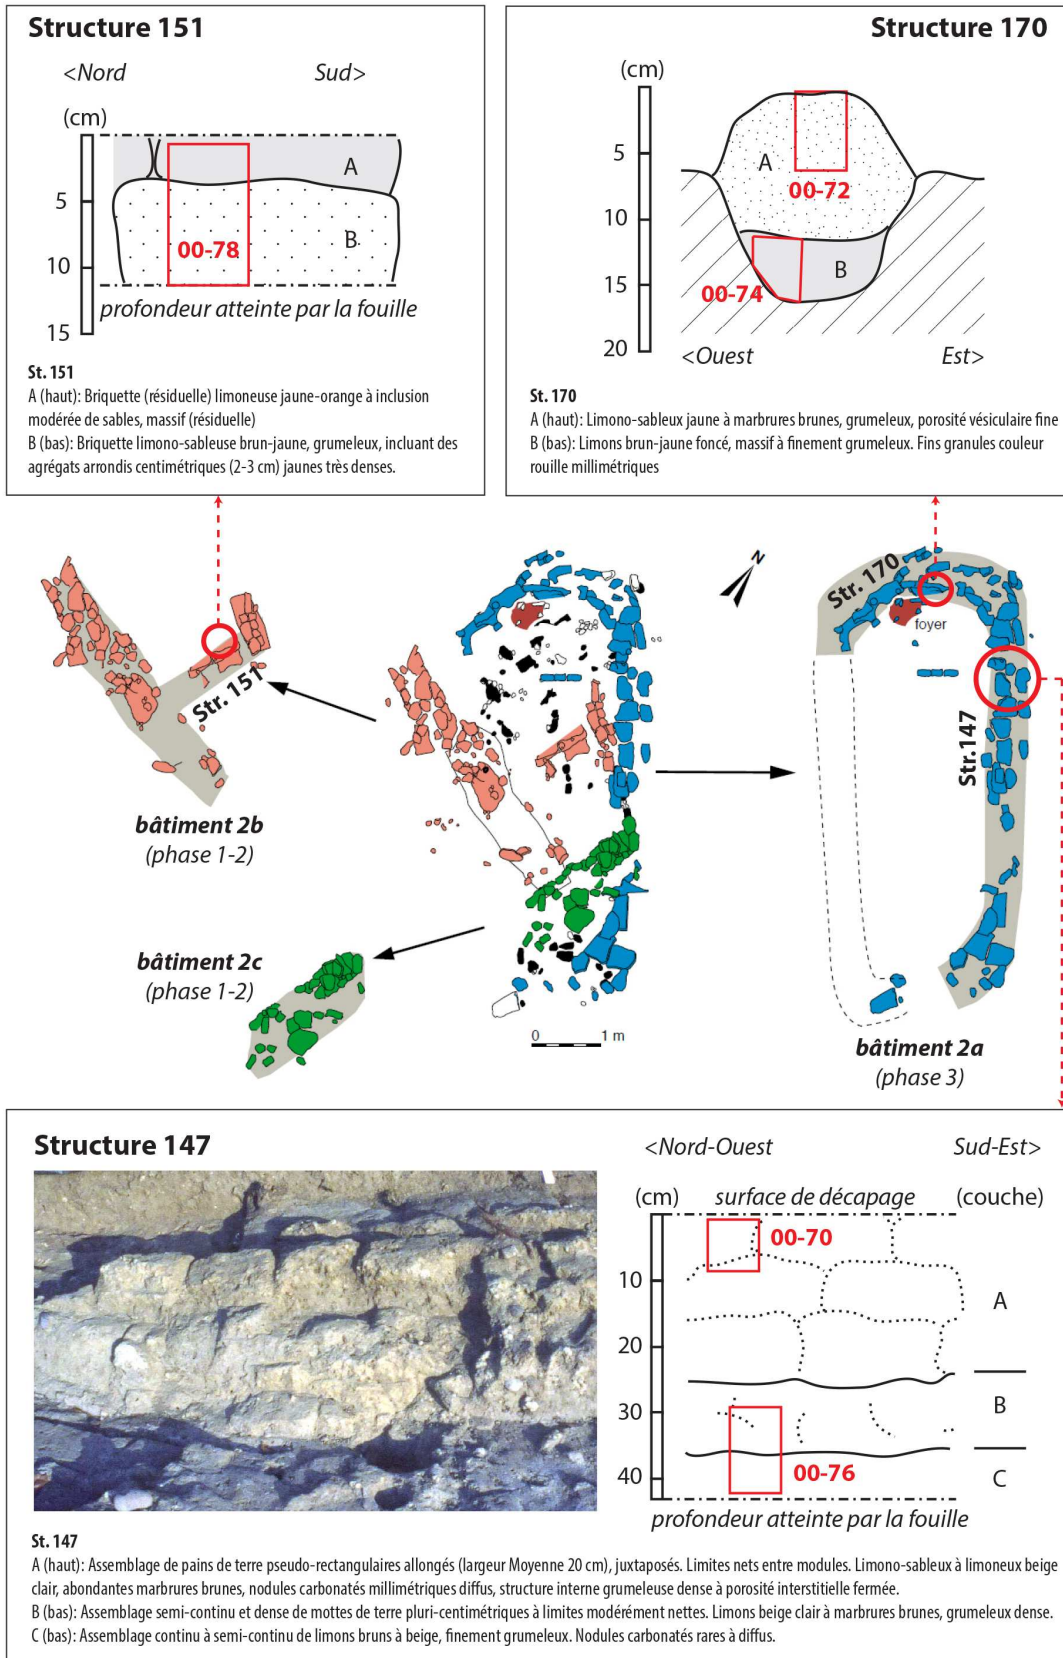 Structure 151
<Nord Sud>
(cm)
5
10
15
A
B
00-78
profondeur atteinte par la fouille
St. 151
A (haut): Briquette (résiduelle) limoneuse jaune-orange à inclusion
modérée de sables, massif (résiduelle)
B (bas): Briquette limono-sableuse brun-jaune, grumeleux, incluant des
agrégats arrondis centimétriques (2-3 cm) jaunes très denses.
Structure 170
(cm)
5
10
15
20
A
00-72
B
00-74
<Ouest Est>
St. 170
A (haut): Limono-sableux jaune à marbrures brunes, grumeleux, porosité vésiculaire fine
B (bas): Limons brun-jaune foncé, massif à finement grumeleux. Fins granules couleur
rouille millimétriques
N
Str. 151
bâtiment 2b
(phase 1-2)
bâtiment 2c
(phase 1-2)
0 1 m
Str. 170
foyer
Str.147
bâtiment 2a
(phase 3)
Structure 147
<Nord-Ouest Sud-Est>
(cm) surface de décapage (couche)
10
20
30
40
00-70
00-76
A
B
C
profondeur atteinte par la fouille
St. 147
A (haut): Assemblage de pains de terre pseudo-rectangulaires allongés (largeur Moyenne 20 cm), juxtaposés. Limites nets entre modules. Limono-sableux à limoneux beige
clair, abondantes marbrures brunes, nodules carbonatés millimétriques diffus, structure interne grumeleuse dense à porosité interstitielle fermée.
B (bas): Assemblage semi-continu et dense de mottes de terre pluri-centimétriques à limites modérément nettes. Limons beige clair à marbrures brunes, grumeleux dense.
C (bas): Assemblage continu à semi-continu de limons bruns à beige, finement grumeleux. Nodules carbonatés rares à diffus.